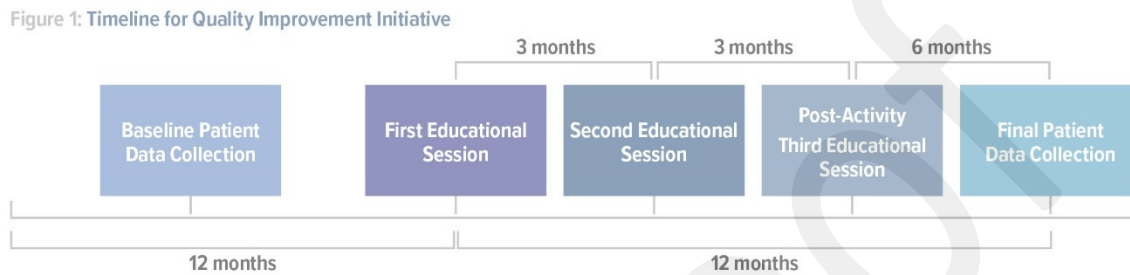 Figure 1: Timeline for Quality Improvement Initiative
3 months
3 months
6 months
Baseline Patient
Data Collection
First Educational
Session
Second Educational
Session
Post-Activity
Third Educational
Session
Final Patient
Data Collection
12 months
12 months